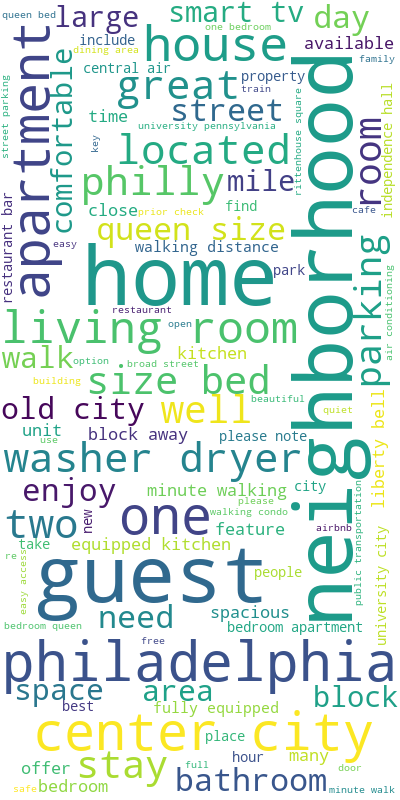 queen bed
large
include
dining area
central air
smart tv
one bedroom
day
available
family
house
great
property
train
street
time
university pennsylvania
street parking
apartment
comfortable
key
located
philly
mile
close
prior check
find
queen size
walking distance
rittenhouse square
neighborhood
room
independence hall
cafe
restaurant bar
easy
home
park
restaurant
open
living room
parking
air conditioning
walk
option
broad street
kitchen
building
size bed
beautiful
old city
well
quiet
liberty bell
unit
use
block away
please note
washer dryer
city
enjoy
new
minute walking
please
walking condo
two
one
feature
airbnb
public transportation
university city
take
equipped kitchen
re
easy access
guest
people
bedroom queen
need
free
spacious
bedroom apartment
philadelphia
space
best
area
fully equipped
block
center city
place
hour
many
offer
stay
full
door
safe
bedroom
bathroom
minute walk